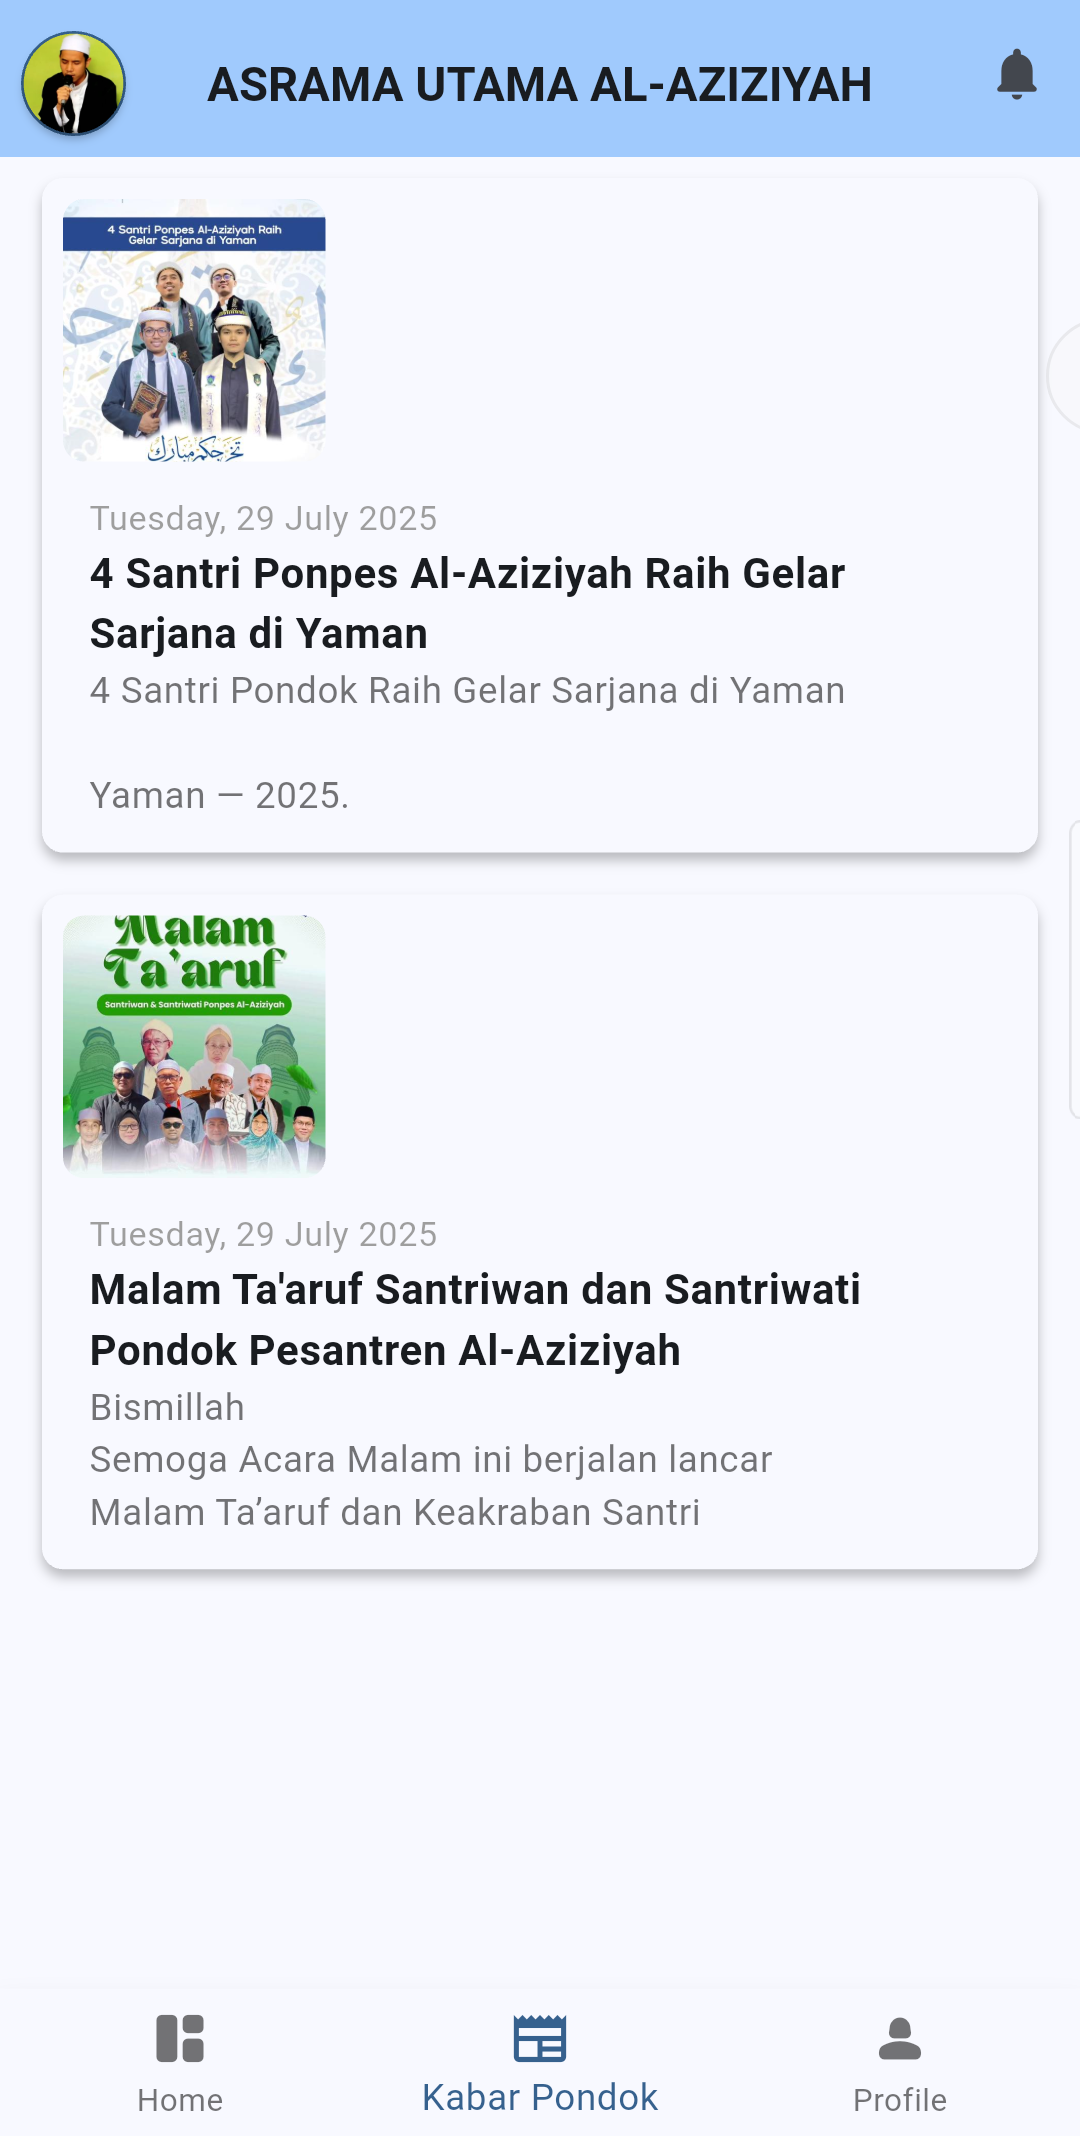 ASRAMA UTAMA AL-AZIZIYAH
4 Santri Ponpes Al-Aziziyah Raih
Gelar Sarjana di Yaman
تخرجكم مبارك
Tuesday, 29 July 2025
4 Santri Ponpes Al-Aziziyah Raih Gelar
Sarjana di Yaman
4 Santri Pondok Raih Gelar Sarjana di Yaman
Yaman — 2025.
Malam
Ta'aruf
Santriwan & Santriwati Ponpes Al-Aziziyah
Tuesday, 29 July 2025
Malam Ta'aruf Santriwan dan Santriwati
Pondok Pesantren Al-Aziziyah
Bismillah
Semoga Acara Malam ini berjalan lancar
Malam Ta’aruf dan Keakraban Santri
Home
Kabar Pondok
Profile